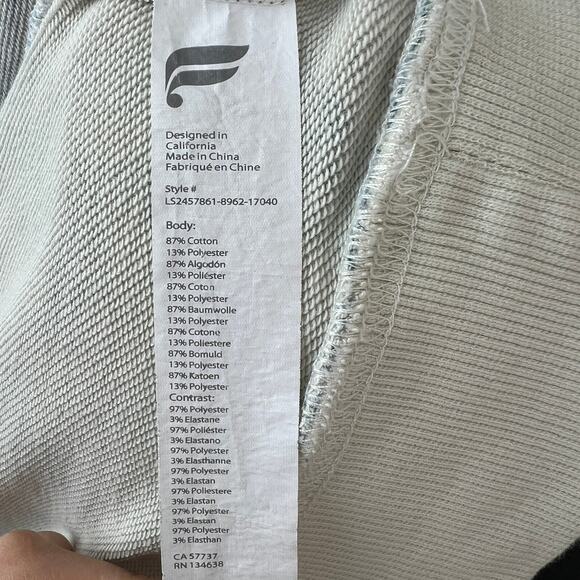 Designed in
California
Made in China
Fabriqué en Chine
Style #
LS2457861-8962-17040
Body:
87% Cotton
13% Polyester
87% Algodón
13% Poliéster
87% Coton
13% Polyester
87% Baumwolle
13% Polyester
87% Cotone
13% Poliestere
87% Bomuld
13% Polyester
87% Katoen
13% Polyester
Contrast:
97% Polyester
3% Elastane
97% Poliéster
3% Elastano
97% Polyester
3% Elasthanne
97% Polyester
3% Elastan
97% Poliestere
3% Elastan
97% Polyester
3% Elastan
97% Polyester
3% Elasthan
CA 57737
RN 134638